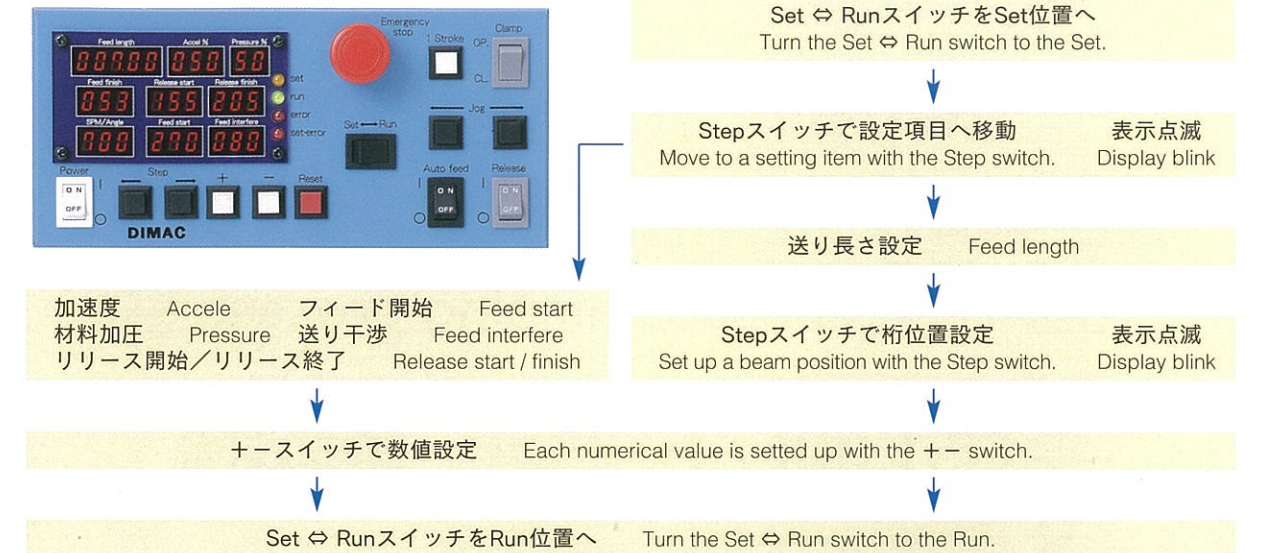 Emergency stop
1 Stroke
Clamp
OP.
CL.
Feed length Accel % Pressure %
00700 050 50
Feed finish Release start Release finish
053 155 205
SPM/Angle Feed start Feed interfere
700 270 080
set
run
error
set-error
Set ⟷ Run
Jog
Power
ON
OFF
Step
+
−
Reset
Auto feed
ON
OFF
Release
ON
OFF
DIMAC
Set ⇔ RunスイッチをSet位置へ
Turn the Set ⇔ Run switch to the Set.
Stepスイッチで設定項目へ移動 表示点滅
Move to a setting item with the Step switch. Display blink
送り長さ設定 Feed length
Stepスイッチで桁位置設定 表示点滅
Set up a beam position with the Step switch. Display blink
加速度 Accele フィード開始 Feed start
材料加圧 Pressure 送り干渉 Feed interfere
リリース開始／リリース終了 Release start / finish
＋－スイッチで数値設定 Each numerical value is setted up with the ＋－ switch.
Set ⇔ RunスイッチをRun位置へ Turn the Set ⇔ Run switch to the Run.